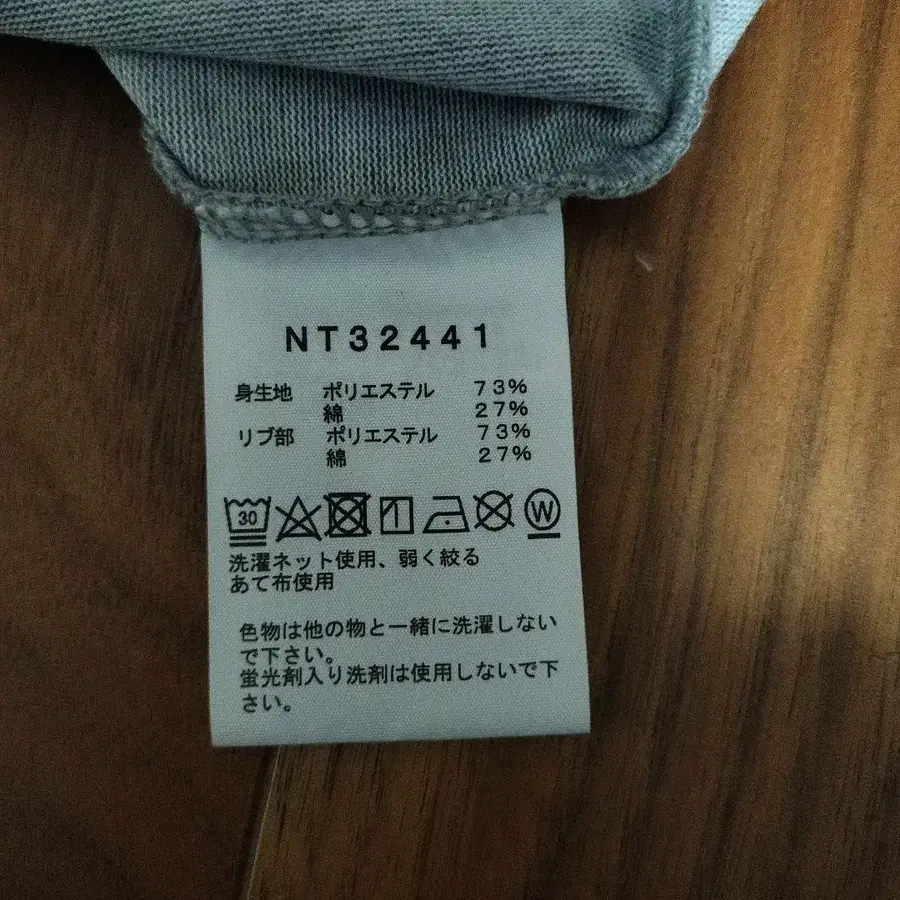 NT32441
身生地 ポリエステル 73%
綿 27%
リブ部 ポリエステル 73%
綿 27%
30 W
洗濯ネット使用、弱く絞る
あて布使用
色物は他の物と一緒に洗濯しない
で下さい。
蛍光剤入り洗剤は使用しないで下
さい。